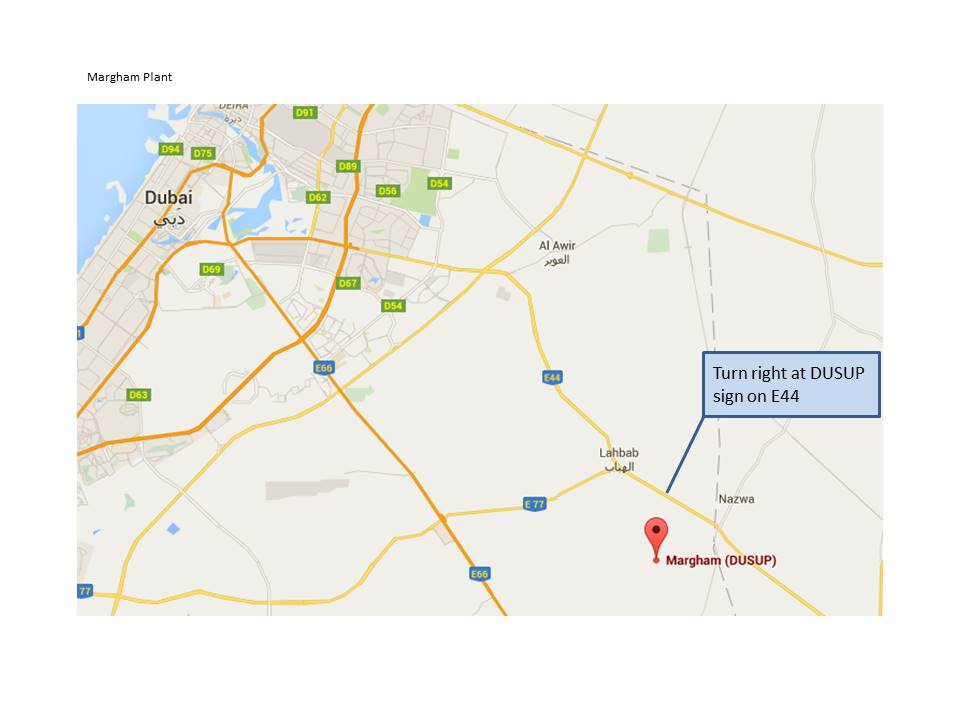 Margham Plant
DEIRA
ديرة
D91
D94
D75
D89
D56
D54
D62
Dubai
دبي
Al Awir
العوير
D69
D67
D54
1
E66
E44
Turn right at DUSUP
sign on E44
D63
Lahbab
الهباب
E 77
Nazwa
Margham (DUSUP)
E66
77